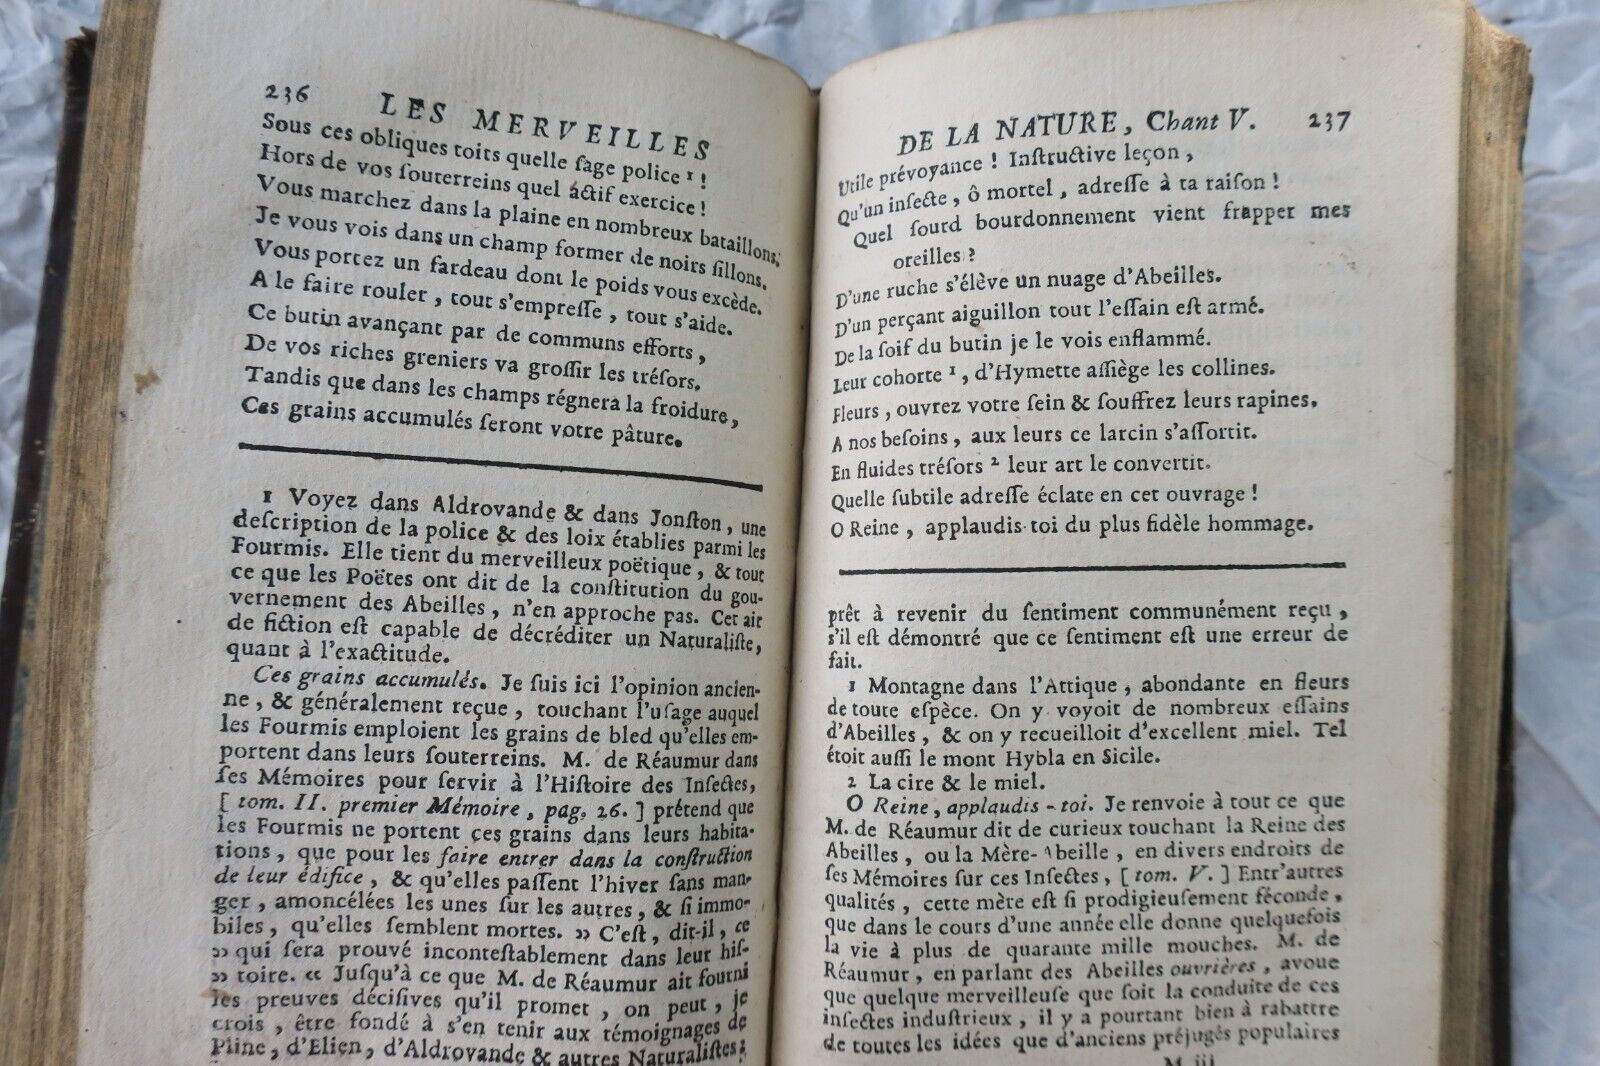 236 LES MERVEILLES
Sous ces obliques toits quelle ſage police ¹ !
Hors de vos ſouterreins quel actif exercice !
Vous marchez dans la plaine en nombreux bataillons.
Je vous vois dans un champ former de noirs ſillons.
Vous portez un fardeau dont le poids vous excède.
A le faire rouler, tout s'empreſſe, tout s'aide.
Ce butin avançant par de communs efforts,
De vos riches greniers va groſſir les tréſors.
Tandis que dans les champs régnera la froidure,
Ces grains accumulés ſeront votre pâture.
1 Voyez dans Aldrovande & dans Jonſton, une
deſcription de la police & des loix établies parmi les
Fourmis. Elle tient du merveilleux poëtique, & tout
ce que les Poëtes ont dit de la conſtitution du gou-
vernement des Abeilles, n'en approche pas. Cet air
de fiction eſt capable de décréditer un Naturaliſte,
quant à l'exactitude.
Ces grains accumulés. Je ſuis ici l'opinion ancien-
ne, & généralement reçue, touchant l'uſage auquel
les Fourmis emploient les grains de bled qu'elles em-
portent dans leurs ſouterreins. M. de Réaumur dans
ſes Mémoires pour ſervir à l'Hiſtoire des Inſectes,
[ tom. II. premier Mémoire, pag. 26. ] prétend que
les Fourmis ne portent ces grains dans leurs habita-
tions, que pour les faire entrer dans la conſtruction
de leur édifice, & qu'elles paſſent l'hiver ſans man-
ger, amoncélées les unes ſur les autres, & ſi immo-
biles, qu'elles ſemblent mortes. » C'eſt, dit-il, ce
» qui ſera prouvé inconteſtablement dans leur hiſ-
» toire. « Juſqu'à ce que M. de Réaumur ait fourni
les preuves déciſives qu'il promet, on peut, je
crois, être fondé à s'en tenir aux témoignages de
Pline, d'Elien, d'Aldrovande & autres Naturaliſtes;
DE LA NATURE, Chant V. 237
Utile prévoyance ! Inſtructive leçon,
Qu'un inſecte, ô mortel, adreſſe à ta raiſon !
Quel ſourd bourdonnement vient frapper mes
oreilles ?
D'une ruche s'élève un nuage d'Abeilles.
D'un perçant aiguillon tout l'eſſain eſt armé.
De la ſoif du butin je le vois enflammé.
Leur cohorte ¹, d'Hymette aſſiège les collines.
Fleurs, ouvrez votre ſein & ſouffrez leurs rapines.
A nos beſoins, aux leurs ce larcin s'aſſortit.
En fluides tréſors ² leur art le convertit.
Quelle ſubtile adreſſe éclate en cet ouvrage !
O Reine, applaudis-toi du plus fidèle hommage.
prêt à revenir du ſentiment communément reçu,
s'il eſt démontré que ce ſentiment eſt une erreur de
fait.
1 Montagne dans l'Attique, abondante en fleurs
de toute eſpèce. On y voyoit de nombreux eſſains
d'Abeilles, & on y recueilloit d'excellent miel. Tel
étoit auſſi le mont Hybla en Sicile.
2 La cire & le miel.
O Reine, applaudis-toi. Je renvoie à tout ce que
M. de Réaumur dit de curieux touchant la Reine des
Abeilles, ou la Mère-Abeille, en divers endroits de
ſes Mémoires sur ces Inſectes, [ tom. V. ] Entr'autres
qualités, cette mère eſt ſi prodigieuſement féconde,
que dans le cours d'une année elle donne quelquefois
la vie à plus de quarante mille mouches. M. de
Réaumur, en parlant des Abeilles ouvrières, avoue
que quelque merveilleuſe que ſoit la conduite de ces
inſectes induſtrieux, il y a pourtant bien à rabattre
de toutes les idées que d'anciens préjugés populaires
M iij